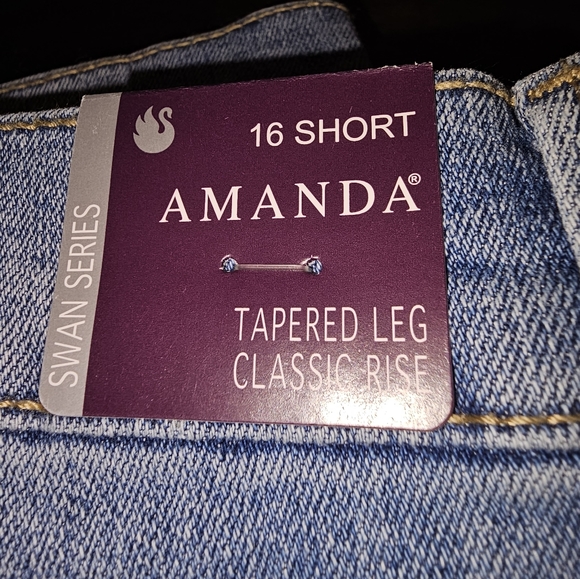 16 SHORT
AMANDA®
TAPERED LEG
CLASSIC RISE
SWAN SERIES